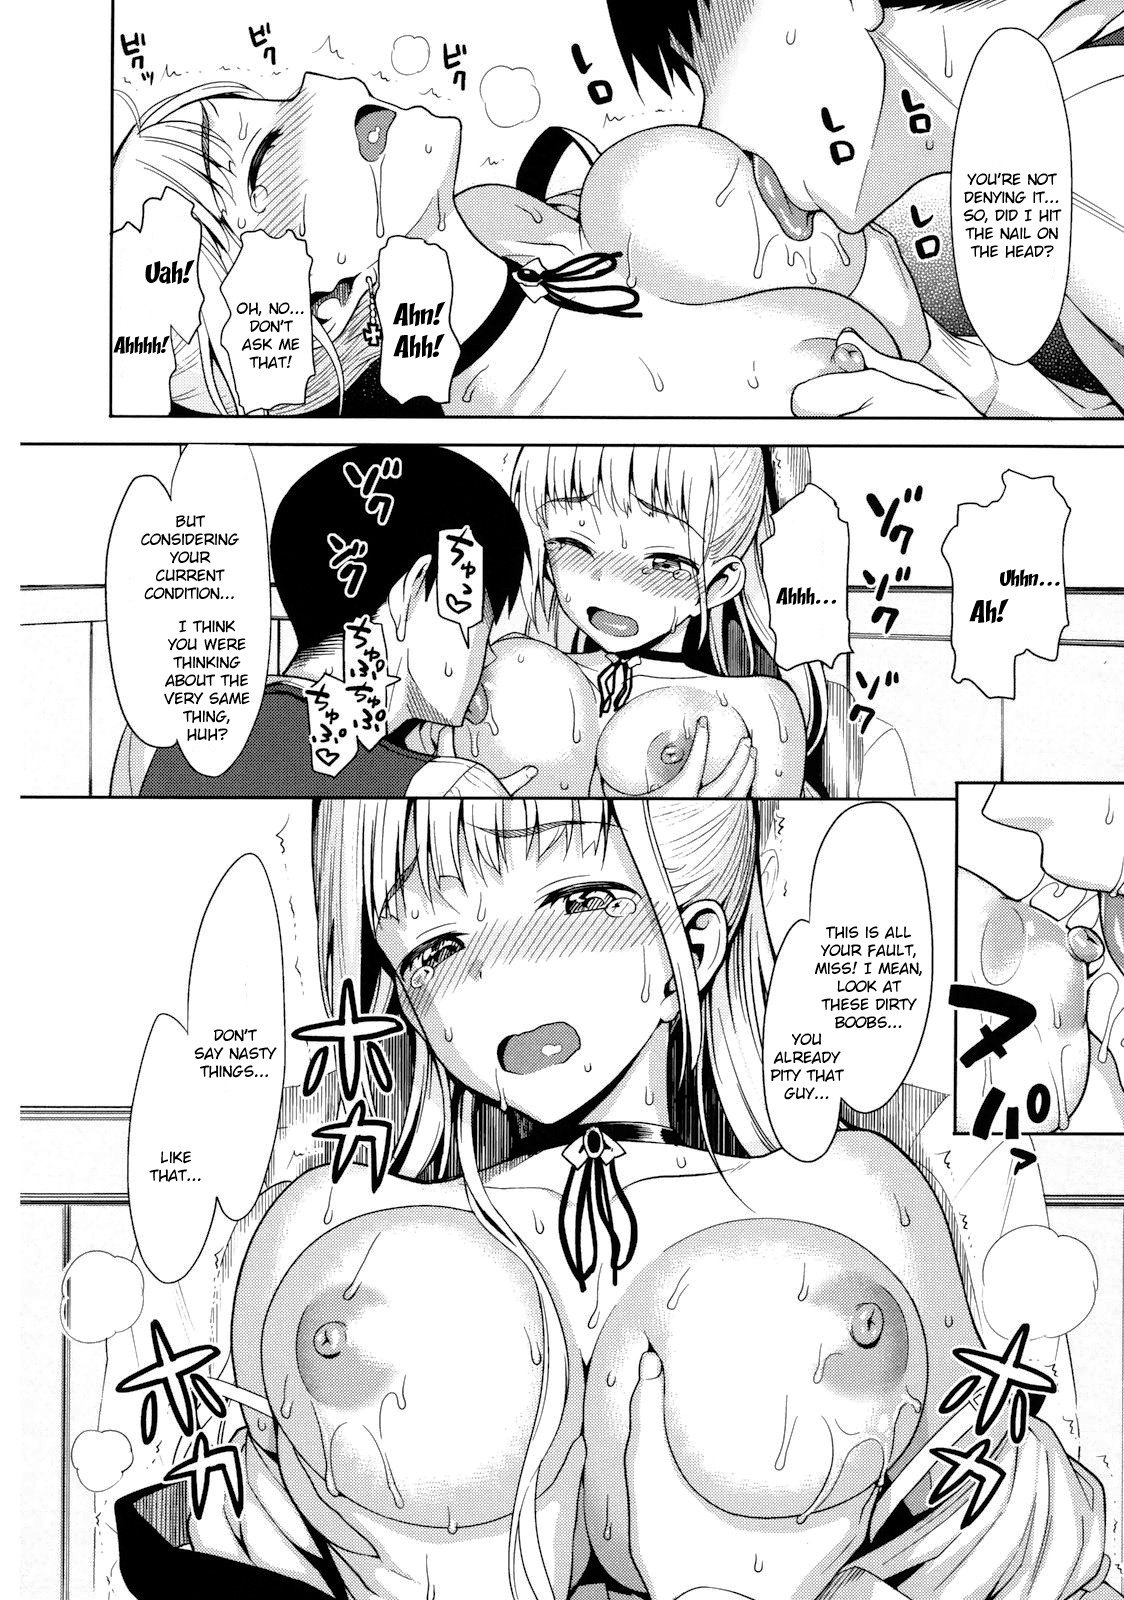 YOU'RE NOT
DENYING IT...
SO, DID I HIT
THE NAIL ON
THE HEAD?
レロ
レロ
レロ
ビク
ビク
ビクッ
Ahn!
Ahh!
OH, NO...
DON'T
ASK ME
THAT!
Uah!
Ahhhh!
Uhhn...
Ah!
Ahhh...
ゾク
ゾク
ゾク
ゾク
ちゅっ♡
ちゅぷっ
ちゅぷっ♡
BUT
CONSIDERING
YOUR
CURRENT
CONDITION...
I THINK
YOU WERE
THINKING
ABOUT THE
VERY SAME
THING,
HUH?
ヌパァ
THIS IS ALL
YOUR FAULT,
MISS! I MEAN,
LOOK AT
THESE DIRTY
BOOBS...
YOU
ALREADY
PITY THAT
GUY...
DON'T
SAY NASTY
THINGS...
LIKE
THAT...
ホカ
ホカ
ホカ